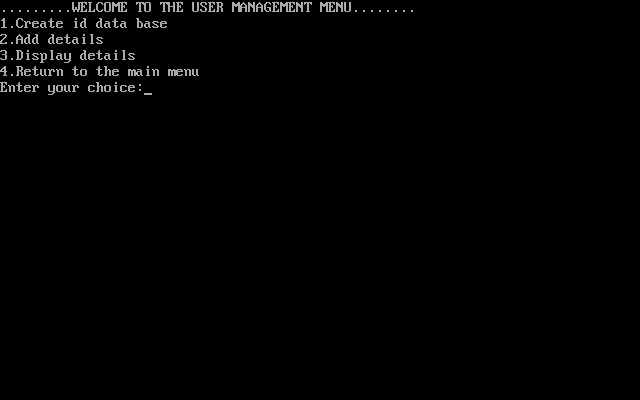 .........WELCOME TO THE USER MANAGEMENT MENU........
1.Create id data base
2.Add details
3.Display details
4.Return to the main menu
Enter your choice:_